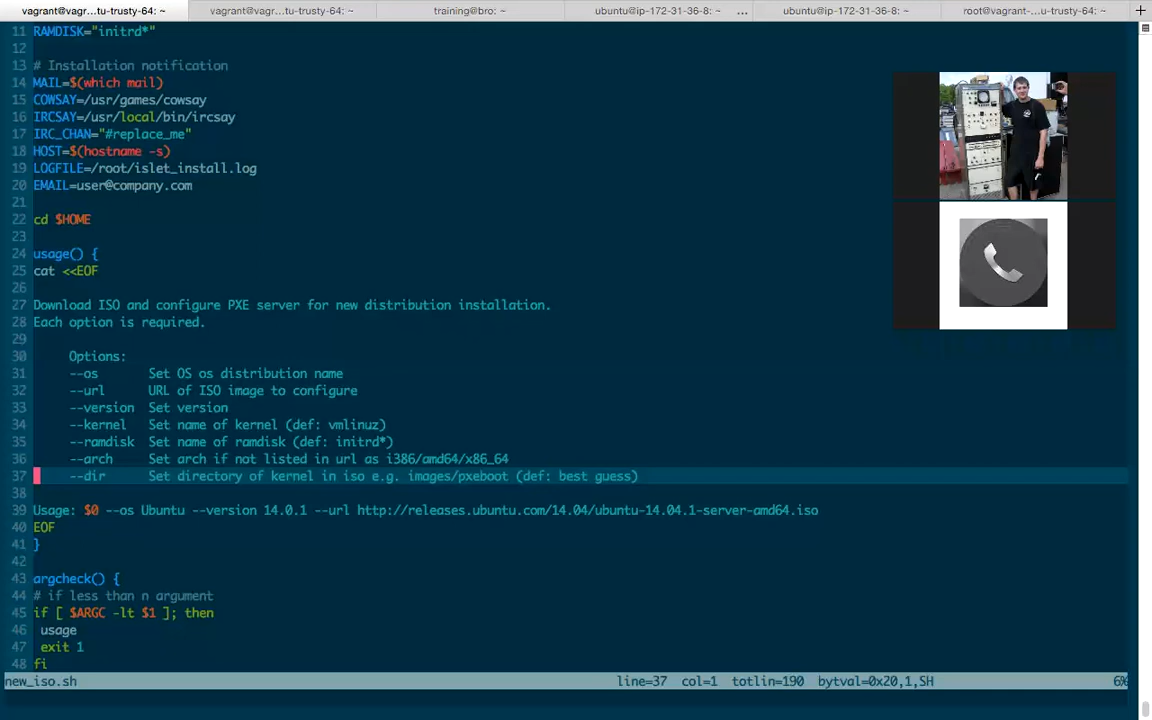 vagrant@vagr...tu-trusty-64: ~ vagrant@vagr...tu-trusty-64: ~ training@bro: ~ ubuntu@ip-172-31-36-8: ~ ... ubuntu@ip-172-31-36-8: ~ root@vagrant-...u-trusty-64: ~ +
11 RAMDISK="initrd*"
12
13 # Installation notification
14 MAIL=$(which mail)
15 COWSAY=/usr/games/cowsay
16 IRCSAY=/usr/local/bin/ircsay
17 IRC_CHAN="#replace_me"
18 HOST=$(hostname -s)
19 LOGFILE=/root/islet_install.log
20 EMAIL=user@company.com
21
22 cd $HOME
23
24 usage() {
25 cat <<EOF
26
27 Download ISO and configure PXE server for new distribution installation.
28 Each option is required.
29
30      Options:
31      --os      Set OS os distribution name
32      --url     URL of ISO image to configure
33      --version Set version
34      --kernel  Set name of kernel (def: vmlinuz)
35      --ramdisk Set name of ramdisk (def: initrd*)
36      --arch    Set arch if not listed in url as i386/amd64/x86_64
37      --dir     Set directory of kernel in iso e.g. images/pxeboot (def: best guess)
38
39 Usage: $0 --os Ubuntu --version 14.0.1 --url http://releases.ubuntu.com/14.04/ubuntu-14.04.1-server-amd64.iso
40 EOF
41 }
42
43 argcheck() {
44 # if less than n argument
45 if [ $ARGC -lt $1 ]; then
46  usage
47  exit 1
48 fi
new_iso.sh line=37 col=1 totlin=190 bytval=0x20,1,SH 6%